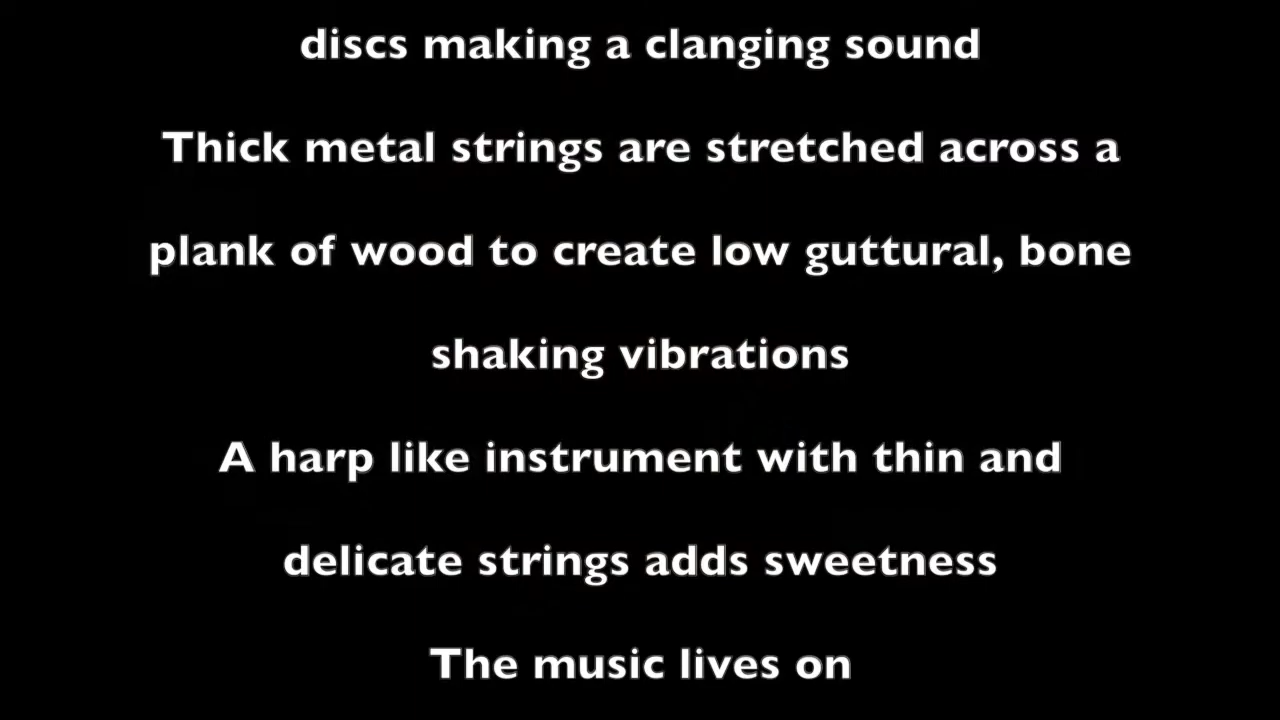 discs making a clanging sound
Thick metal strings are stretched across a
plank of wood to create low guttural, bone
shaking vibrations
A harp like instrument with thin and
delicate strings adds sweetness
The music lives on